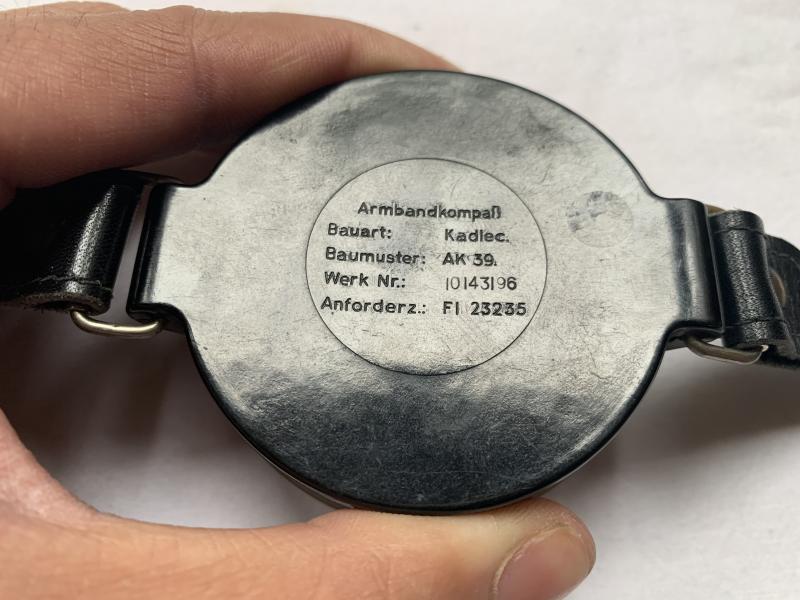 Armbandkompaß
Bauart: Kadlec.
Baumuster: AK 39.
Werk Nr.: 10143196
Anforderz.: Fl 23235